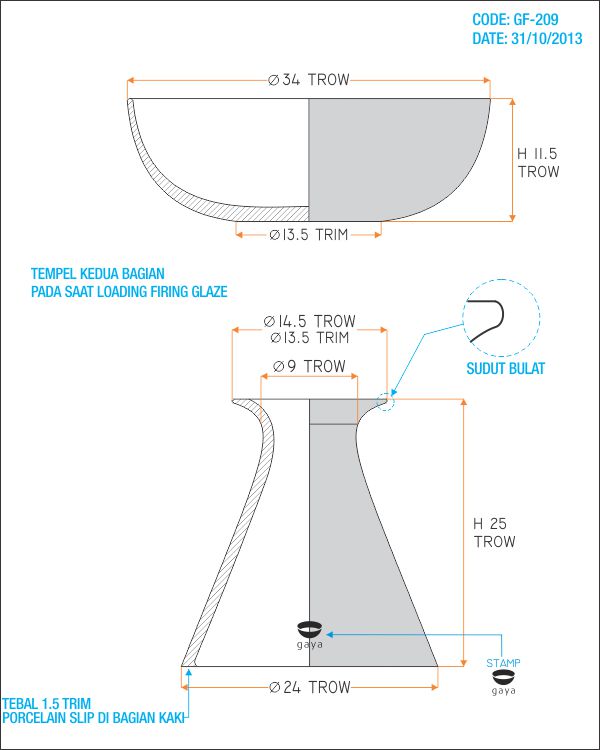 CODE: GF-209
DATE: 31/10/2013
Ø34 TROW
H 11.5
TROW
Ø13.5 TRIM
TEMPEL KEDUA BAGIAN
PADA SAAT LOADING FIRING GLAZE
Ø14.5 TROW
Ø13.5 TRIM
Ø9 TROW
SUDUT BULAT
H 25
TROW
gaya
STAMP
gaya
Ø24 TROW
TEBAL 1.5 TRIM
PORCELAIN SLIP DI BAGIAN KAKI